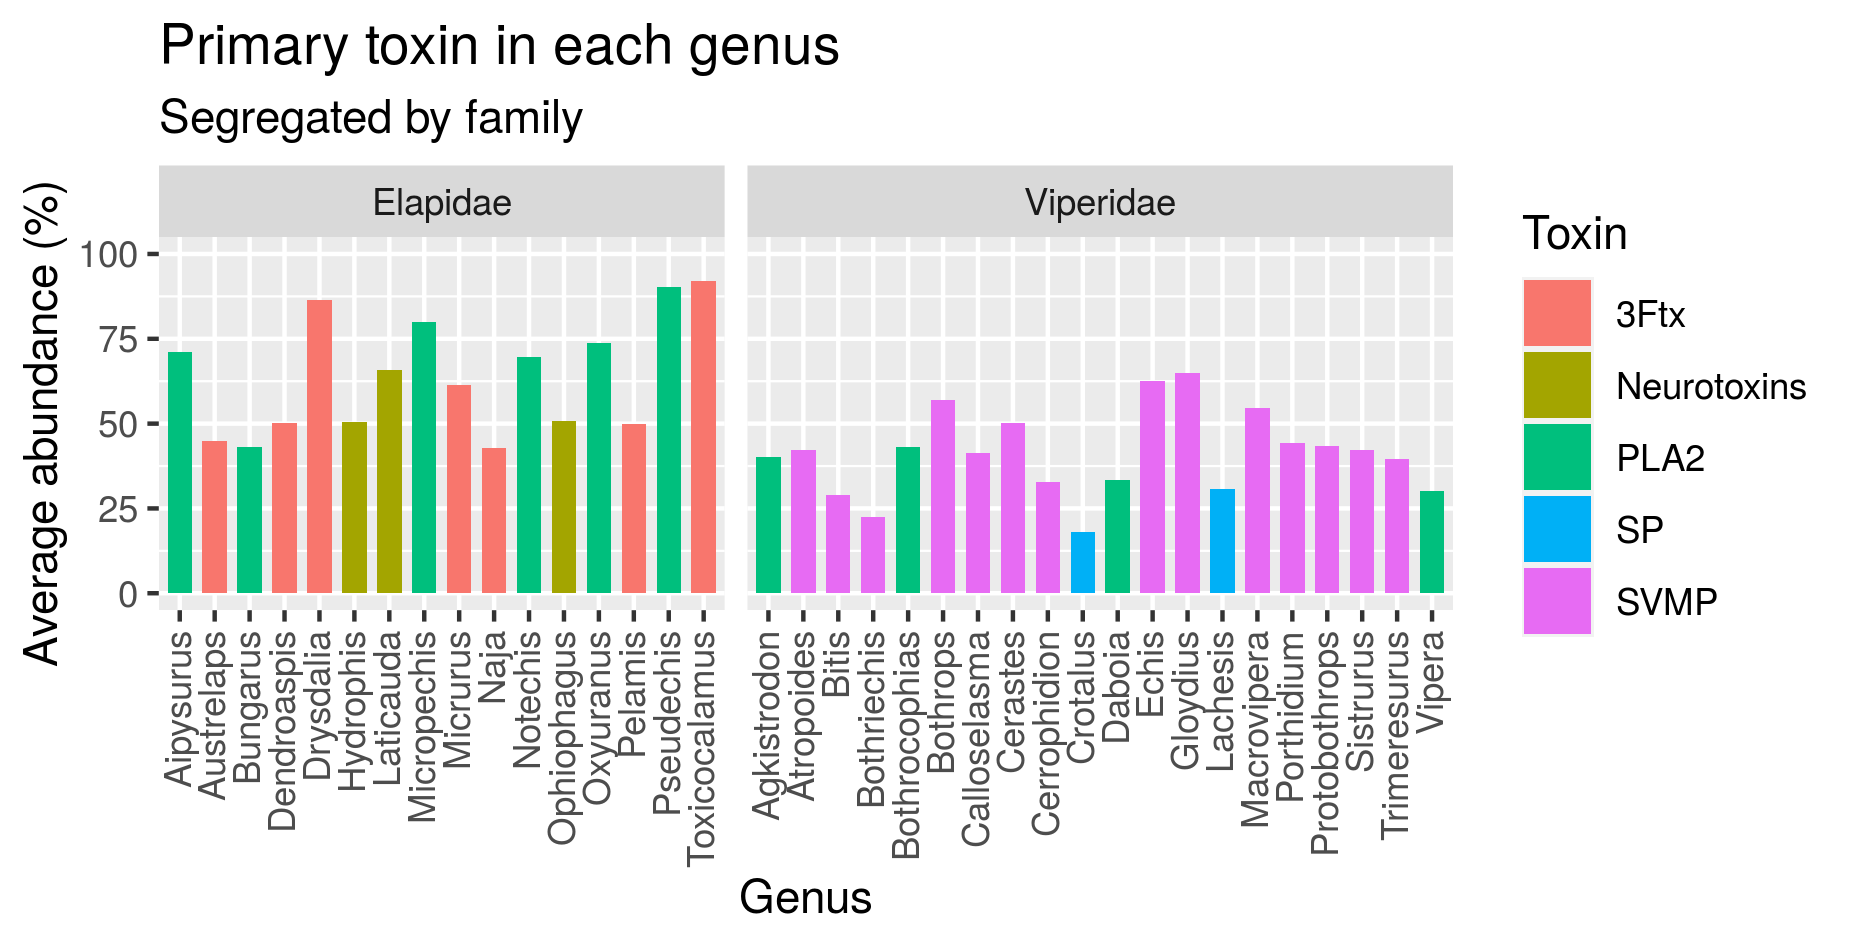 Primary toxin in each genus
Segregated by family
Elapidae
Viperidae
Average abundance (%)
100
75
50
25
0
Aipysurus
Austrelaps
Bungarus
Dendroaspis
Drysdalia
Hydrophis
Laticauda
Micropechis
Micrurus
Naja
Notechis
Ophiophagus
Oxyuranus
Pelamis
Pseudechis
Toxicocalamus
Agkistrodon
Atropoides
Bitis
Bothriechis
Bothrocophias
Bothrops
Calloselasma
Cerastes
Cerrophidion
Crotalus
Daboia
Echis
Gloydius
Lachesis
Macrovipera
Porthidium
Protobothrops
Sistrurus
Trimeresurus
Vipera
Genus
Toxin
3Ftx
Neurotoxins
PLA2
SP
SVMP